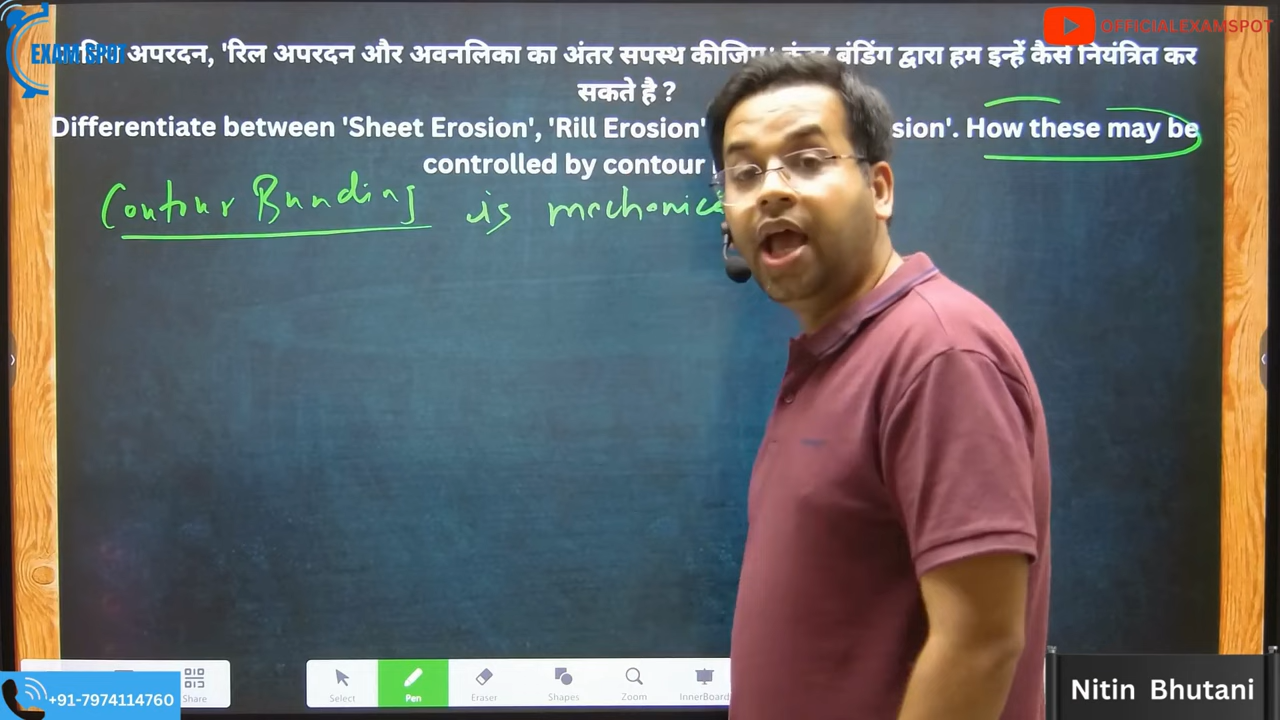 EXAM SPOT
OFFICIALEXAMSPOT
अपरदन, 'रिल अपरदन और अवनलिका का अंतर सपस्थ कीजिए बंडिंग द्वारा हम इन्हें कैसे नियंत्रित कर
सकते है ?
Differentiate between 'Sheet Erosion', 'Rill Erosion' sion'. How these may be
controlled by contour
Contour Bunding is
Share
Select
Pen
Eraser
Shapes
Zoom
InnerBoard
+91-7974114760
Nitin Bhutani